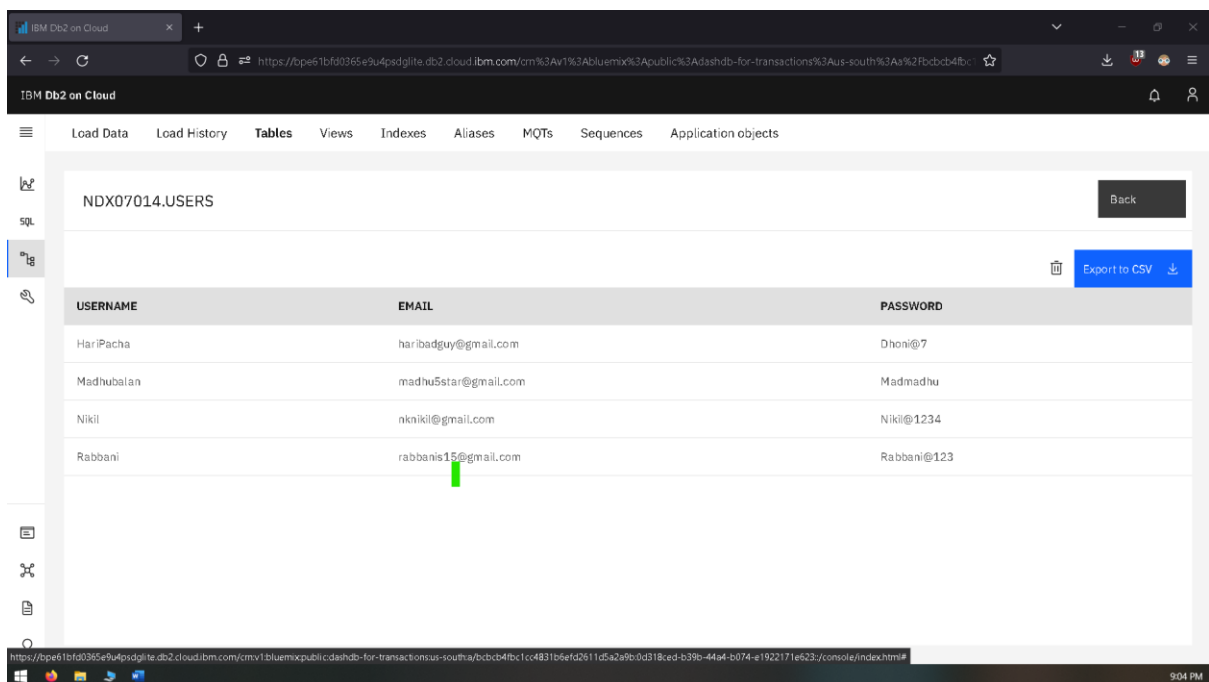 IBM Db2 on Cloud
https://bpe61bfd0365e9u4psdglite.db2.cloud.ibm.com/crn%3Av1%3Abluemix%3Apublic%3Adashdb-for-transactions%3Aus-south%3Aa%2Fbcbcb4fbc1
13
IBM Db2 on Cloud
Load Data Load History Tables Views Indexes Aliases MQTs Sequences Application objects
NDX07014.USERS
Back
SQL
Export to CSV
USERNAME EMAIL PASSWORD
HariPacha haribadguy@gmail.com Dhoni@7
Madhubalan madhu5star@gmail.com Madmadhu
Nikil nknikil@gmail.com Nikil@1234
Rabbani rabbanis15@gmail.com Rabbani@123
https://bpe61bfd0365e9u4psdglite.db2.cloud.ibm.com/crn:v1:bluemix:public:dashdb-for-transactions:us-south:a/bcbcb4fbc1cc4831b6efd2611d5a2a9b:0d318ced-b39b-44a4-b074-e1922171e623::/console/index.html#
9:04 PM